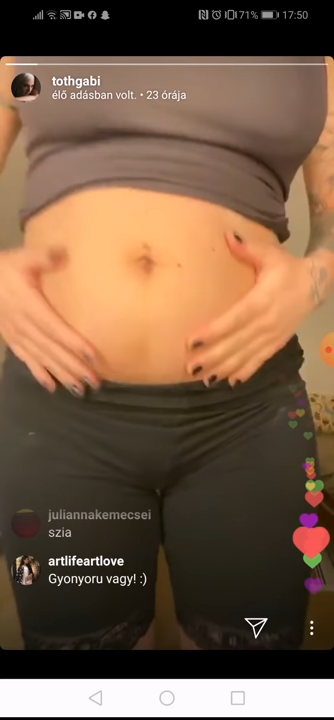 71% 17:50
tothgabi
élő adásban volt. • 23 órája
juliannakemecsei
szia
artlifeartlove
Gyonyoru vagy! :)